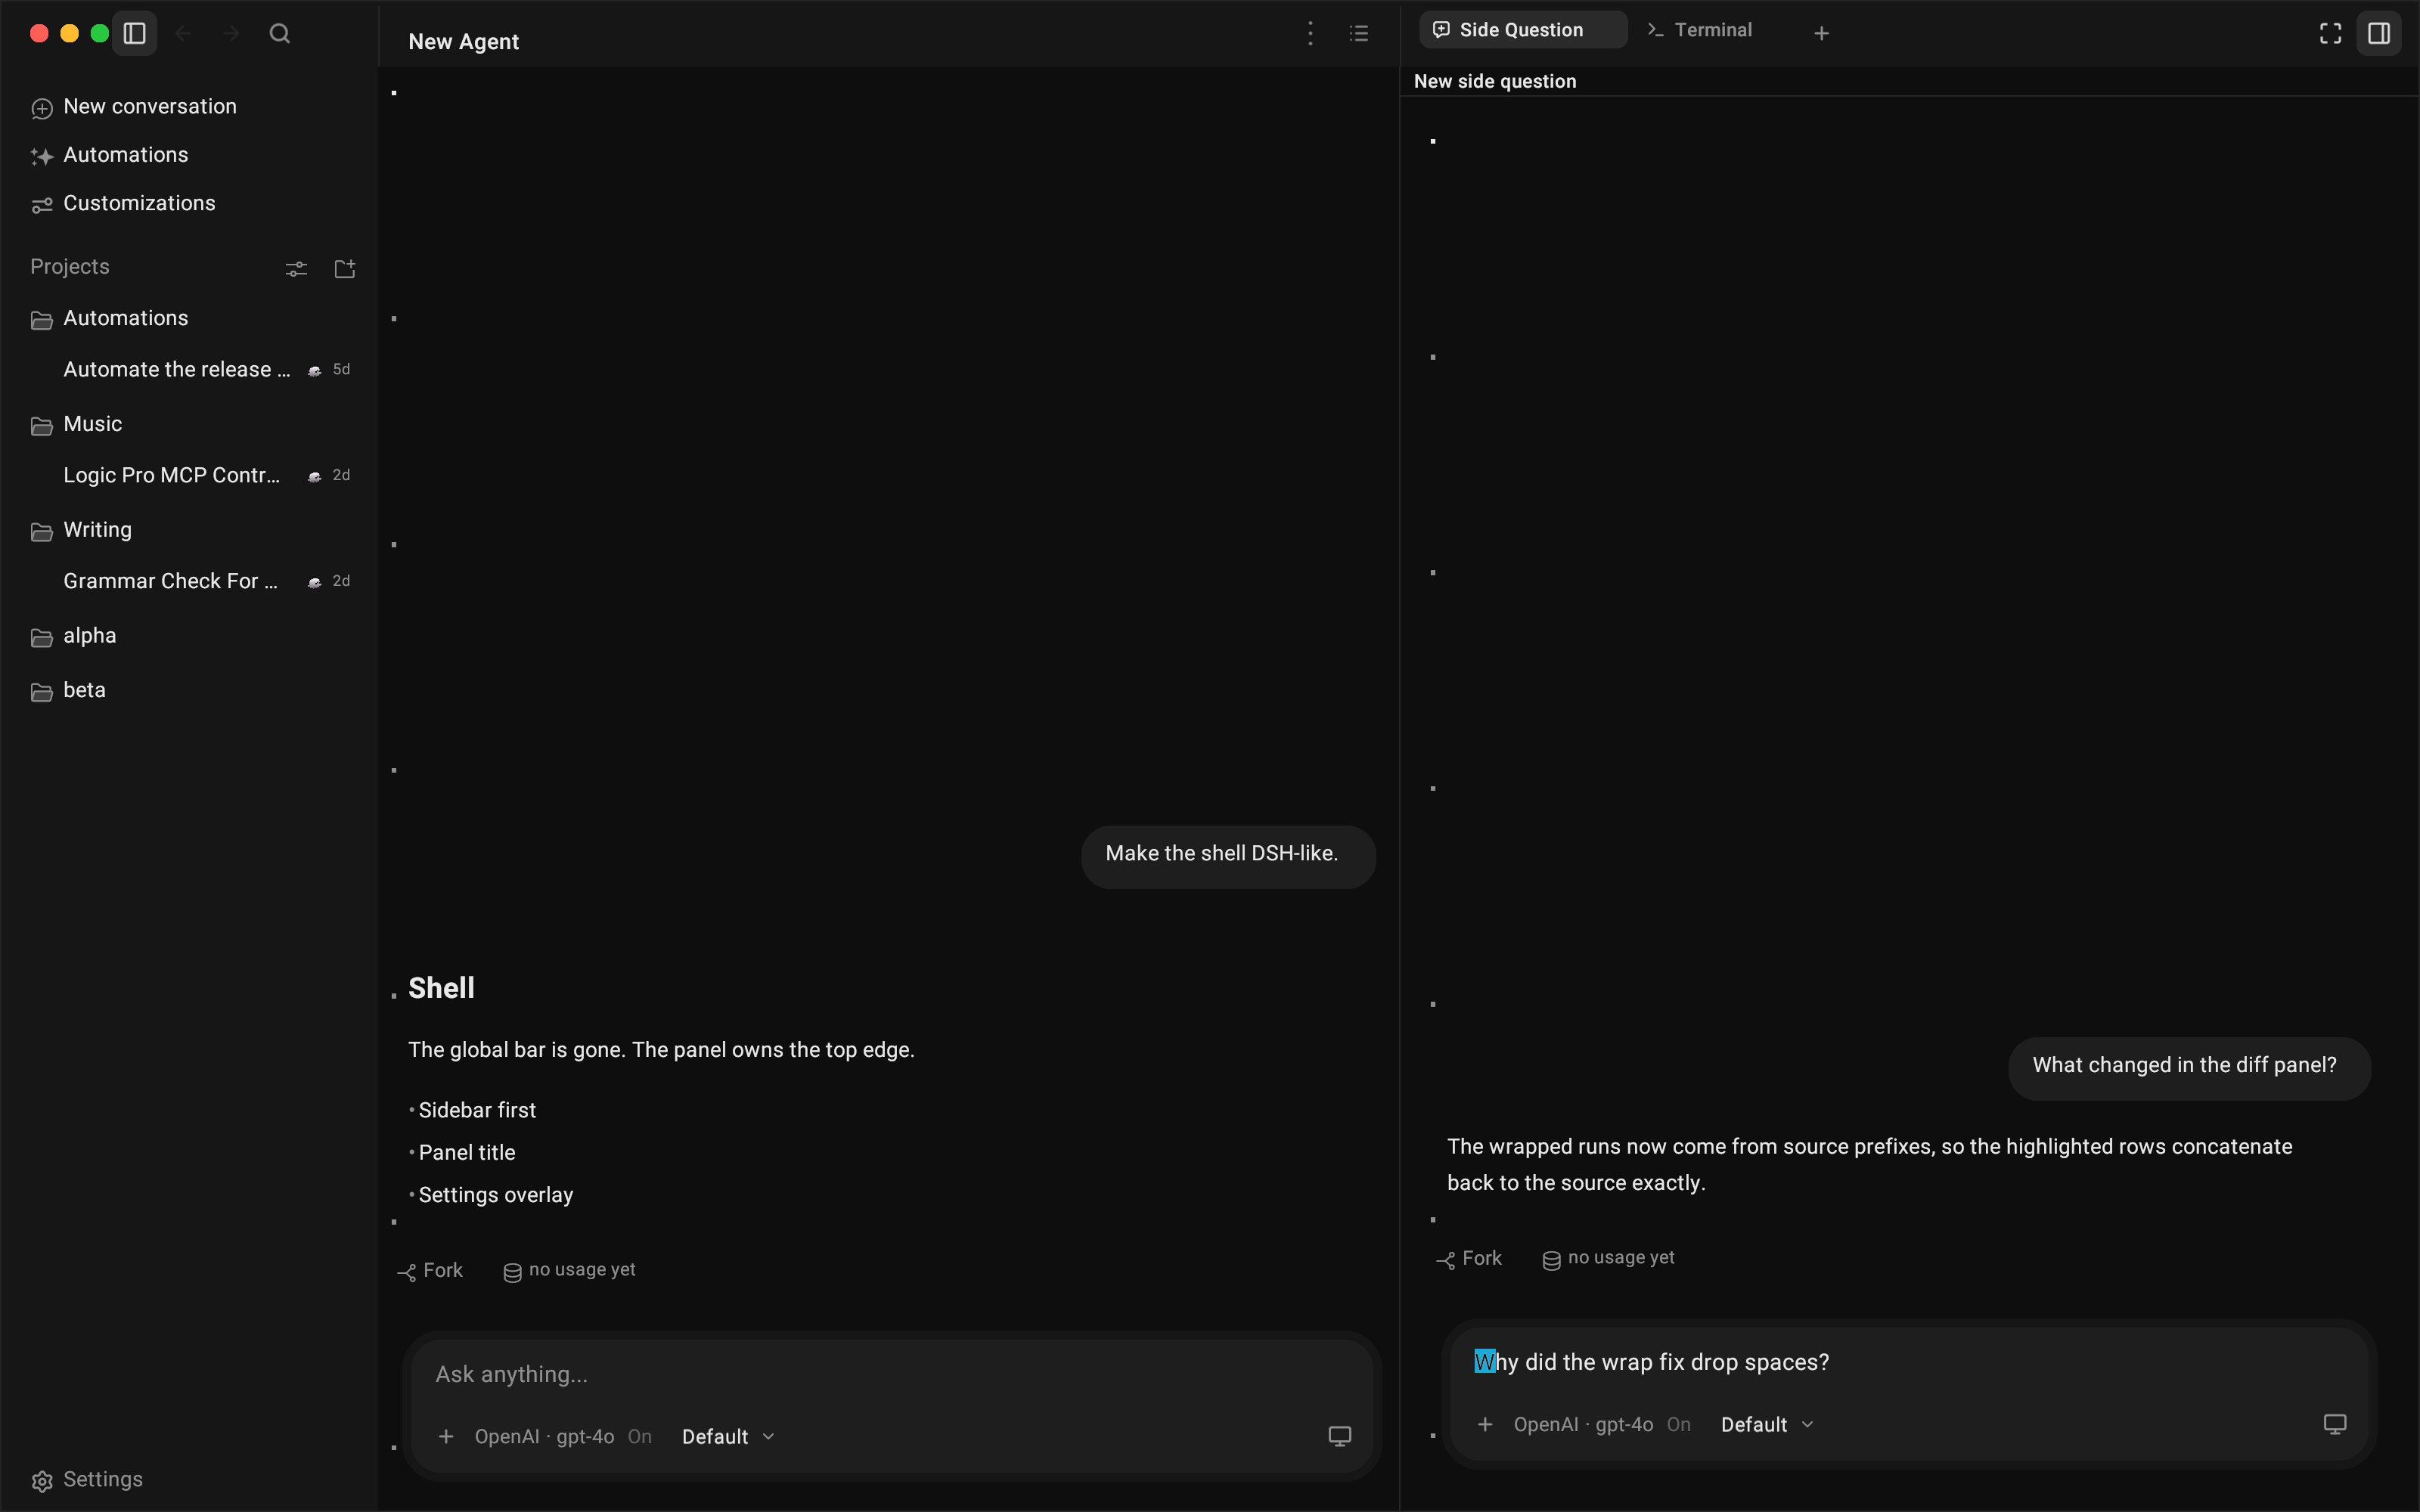 New conversation
Automations
Customizations
Projects
Automations
Automate the release ... 5d
Music
Logic Pro MCP Contr... 2d
Writing
Grammar Check For ... 2d
alpha
beta
Settings
New Agent
Make the shell DSH-like.
Shell
The global bar is gone. The panel owns the top edge.
• Sidebar first
• Panel title
• Settings overlay
Fork no usage yet
Ask anything...
+ OpenAI · gpt-4o On Default
Side Question Terminal +
New side question
What changed in the diff panel?
The wrapped runs now come from source prefixes, so the highlighted rows concatenate
back to the source exactly.
Fork no usage yet
Why did the wrap fix drop spaces?
+ OpenAI · gpt-4o On Default